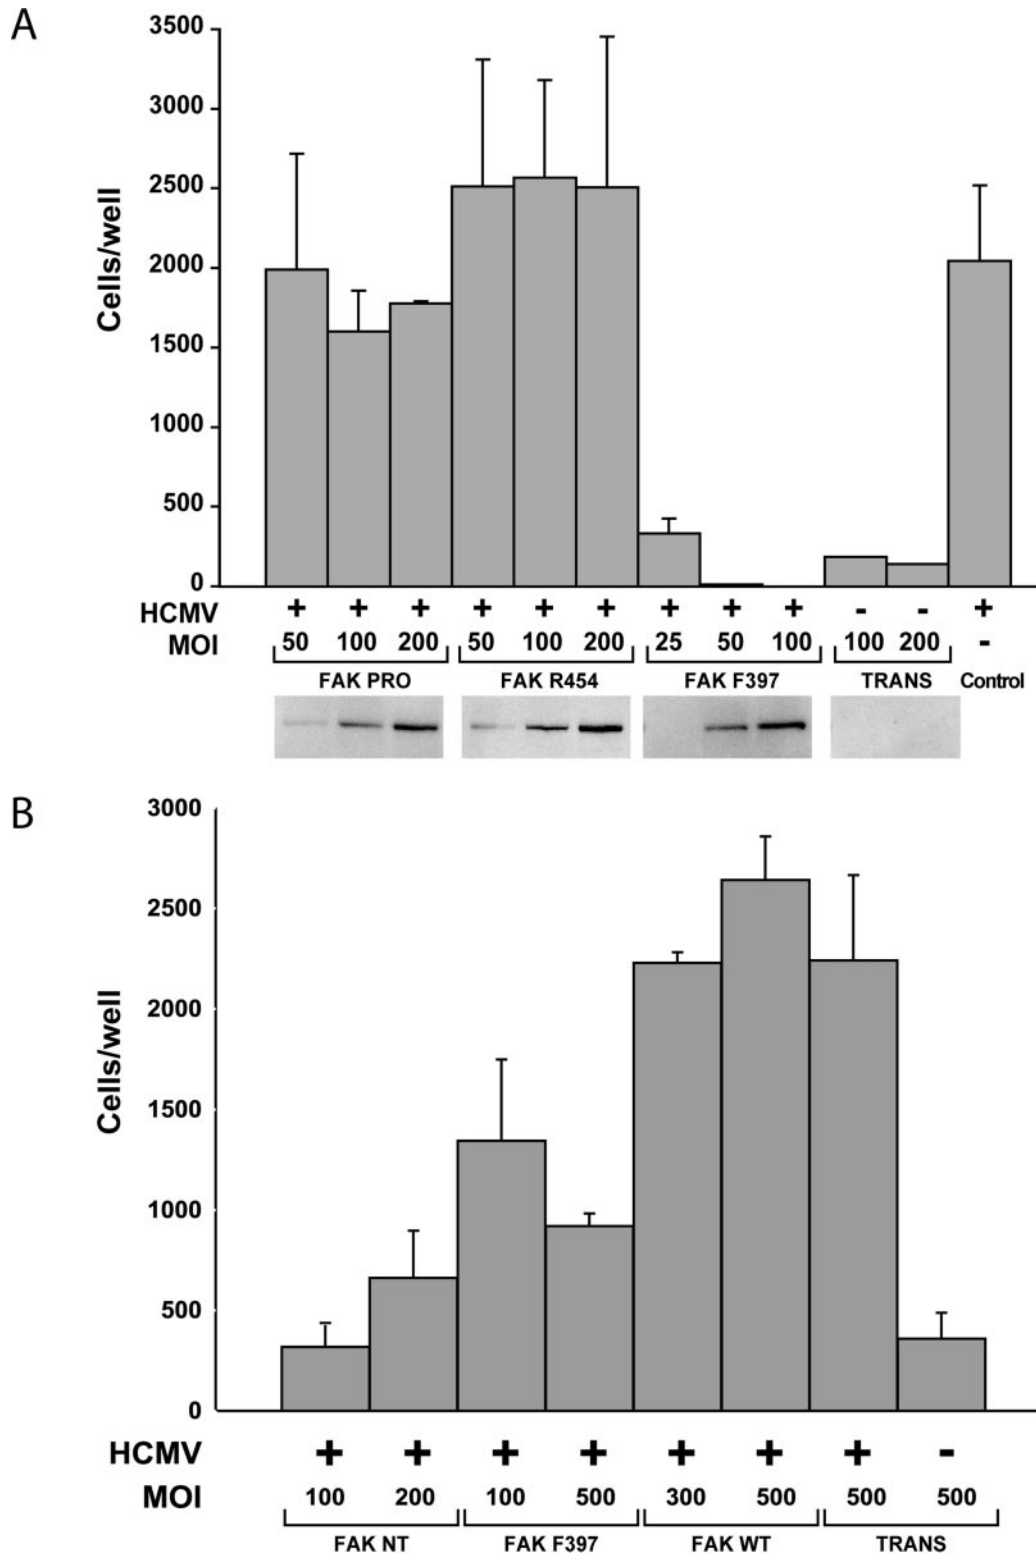 A
3500
3000
2500
2000
1500
1000
500
0
Cells/well
HCMV + + + + + + + + + - - +
MOI 50 100 200 50 100 200 25 50 100 100 200 -
FAK PRO FAK R454 FAK F397 TRANS Control
B
3000
2500
2000
1500
1000
500
0
Cells/well
HCMV + + + + + + + -
MOI 100 200 100 500 300 500 500 500
FAK NT FAK F397 FAK WT TRANS